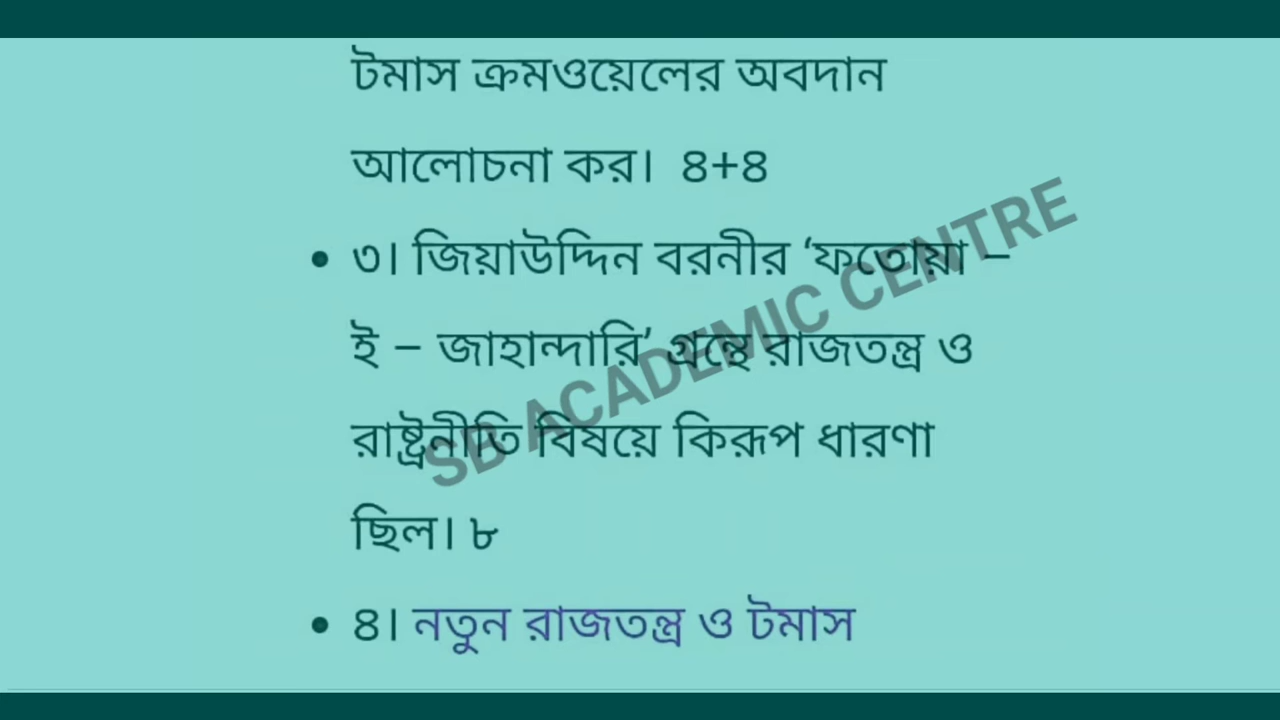 টমাস ক্রমওয়েলের অবদান
আলোচনা কর। ৪+৪
• ৩। জিয়াউদ্দিন বরনীর ‘ফতোয়া –
ই – জাহান্দারি’ গ্রন্থে রাজতন্ত্র ও
রাষ্ট্রনীতি বিষয়ে কিরূপ ধারণা
ছিল। ৮
• ৪। নতুন রাজতন্ত্র ও টমাস
SB ACADEMIC CENTRE